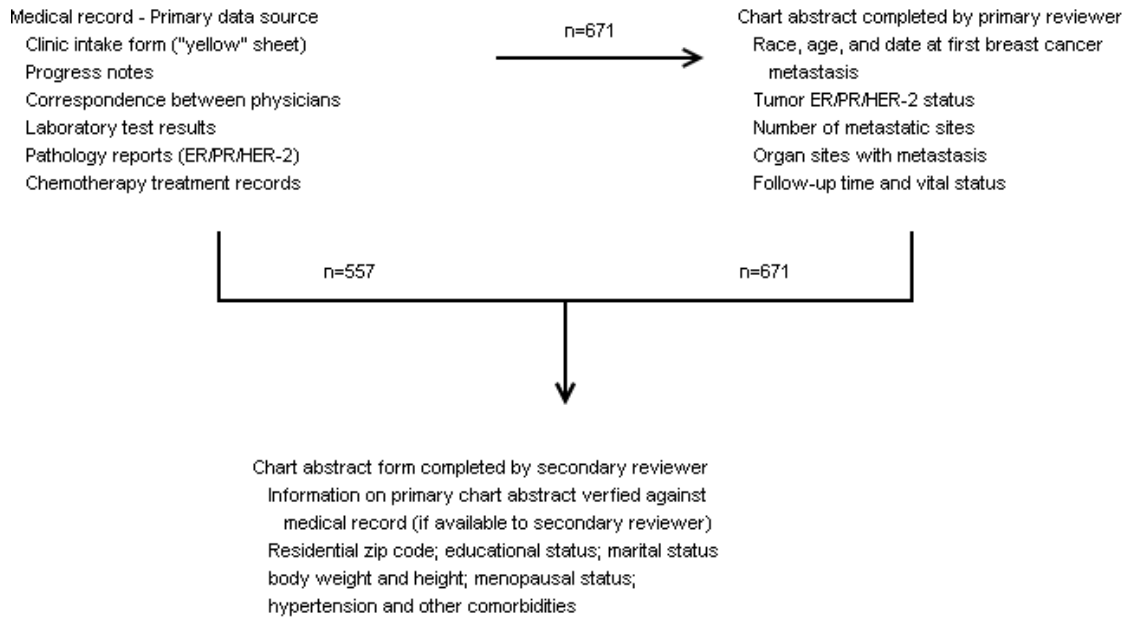 Medical record - Primary data source
Clinic intake form ("yellow" sheet)
Progress notes
Correspondence between physicians
Laboratory test results
Pathology reports (ER/PR/HER-2)
Chemotherapy treatment records
n=671
Chart abstract completed by primary reviewer
Race, age, and date at first breast cancer
metastasis
Tumor ER/PR/HER-2 status
Number of metastatic sites
Organ sites with metastasis
Follow-up time and vital status
n=557
n=671
Chart abstract form completed by secondary reviewer
Information on primary chart abstract verfied against
medical record (if available to secondary reviewer)
Residential zip code; educational status; marital status
body weight and height; menopausal status;
hypertension and other comorbidities